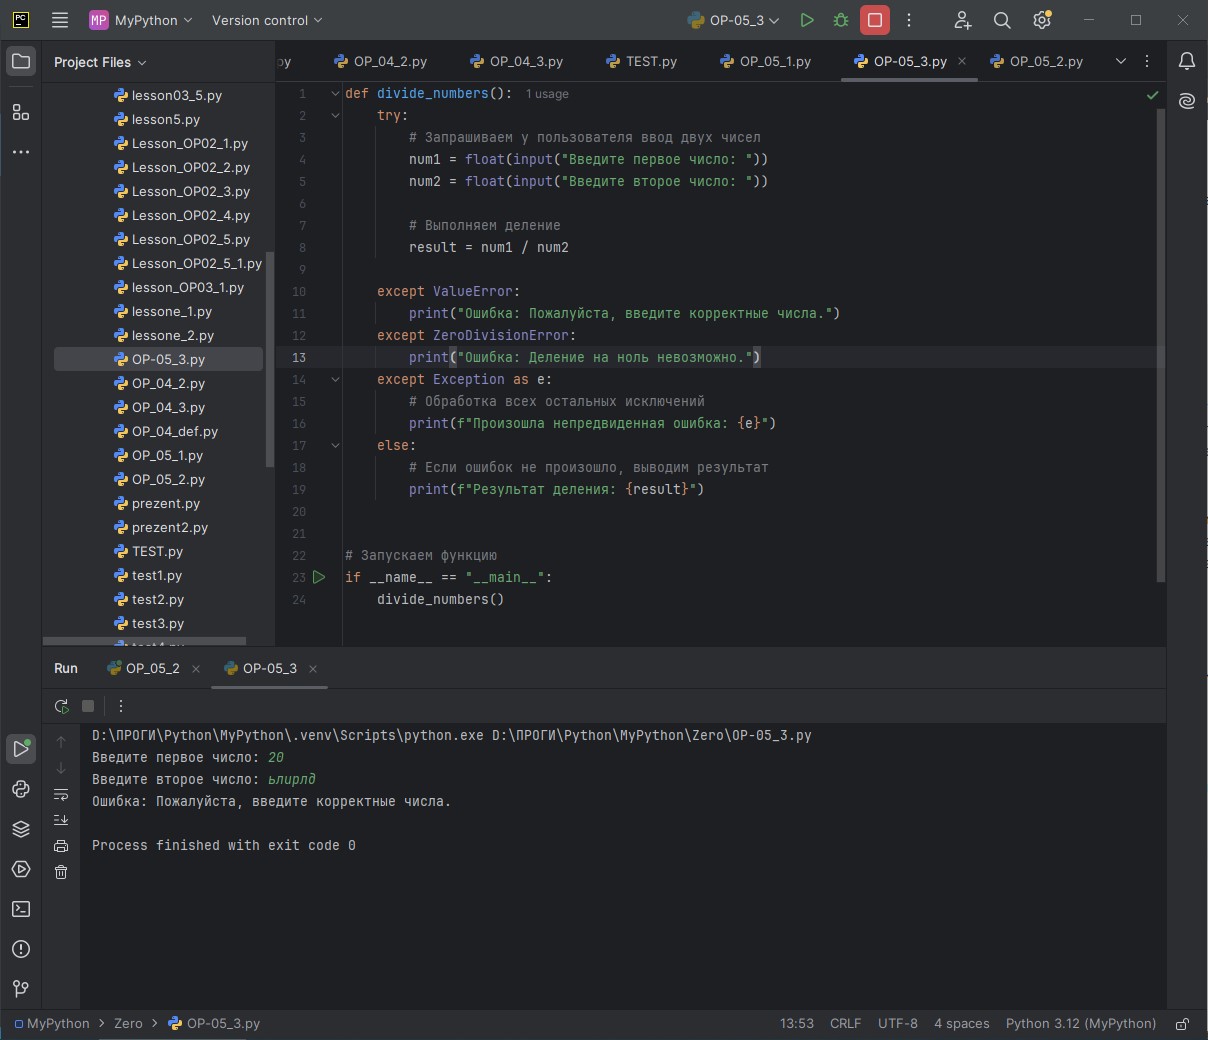 PC
MP MyPython
Version control
OP-05_3
Project Files
py
OP_04_2.py
OP_04_3.py
TEST.py
OP_05_1.py
OP-05_3.py
OP_05_2.py
lesson03_5.py
lesson5.py
Lesson_OP02_1.py
Lesson_OP02_2.py
Lesson_OP02_3.py
Lesson_OP02_4.py
Lesson_OP02_5.py
Lesson_OP02_5_1.py
lesson_OP03_1.py
lessone_1.py
lessone_2.py
OP-05_3.py
OP_04_2.py
OP_04_3.py
OP_04_def.py
OP_05_1.py
OP_05_2.py
prezent.py
prezent2.py
TEST.py
test1.py
test2.py
test3.py
1 def divide_numbers(): 1 usage
2 try:
3 # Запрашиваем у пользователя ввод двух чисел
4 num1 = float(input("Введите первое число: "))
5 num2 = float(input("Введите второе число: "))
6
7 # Выполняем деление
8 result = num1 / num2
9
10 except ValueError:
11 print("Ошибка: Пожалуйста, введите корректные числа.")
12 except ZeroDivisionError:
13 print("Ошибка: Деление на ноль невозможно.")
14 except Exception as e:
15 # Обработка всех остальных исключений
16 print(f"Произошла непредвиденная ошибка: {e}")
17 else:
18 # Если ошибок не произошло, выводим результат
19 print(f"Результат деления: {result}")
20
21
22 # Запускаем функцию
23 if __name__ == "__main__":
24 divide_numbers()
Run
OP_05_2
OP-05_3
D:\ПРОГИ\Python\MyPython\.venv\Scripts\python.exe D:\ПРОГИ\Python\MyPython\Zero\OP-05_3.py
Введите первое число: 20
Введите второе число: ьлирлд
Ошибка: Пожалуйста, введите корректные числа.
Process finished with exit code 0
MyPython > Zero > OP-05_3.py
13:53 CRLF UTF-8 4 spaces Python 3.12 (MyPython)